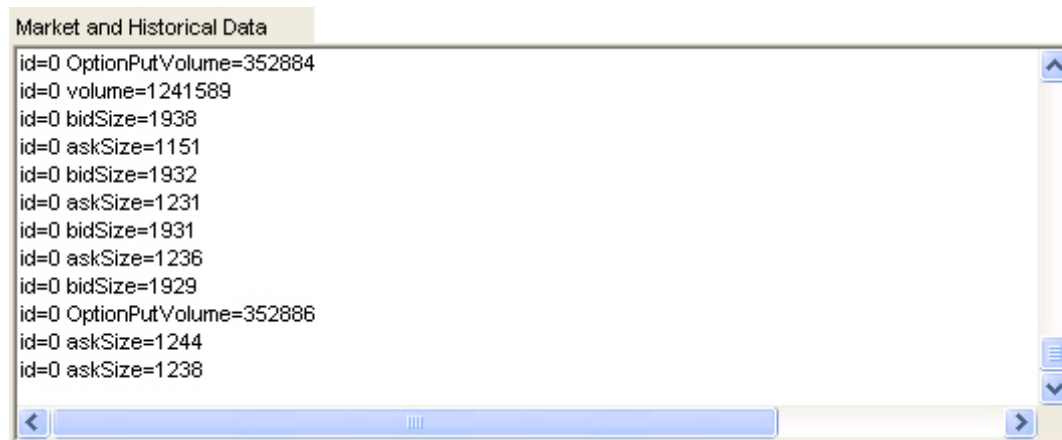 Market and Historical Data
id=0 OptionPutVolume=352884
id=0 volume=1241589
id=0 bidSize=1938
id=0 askSize=1151
id=0 bidSize=1932
id=0 askSize=1231
id=0 bidSize=1931
id=0 askSize=1236
id=0 bidSize=1929
id=0 OptionPutVolume=352886
id=0 askSize=1244
id=0 askSize=1238